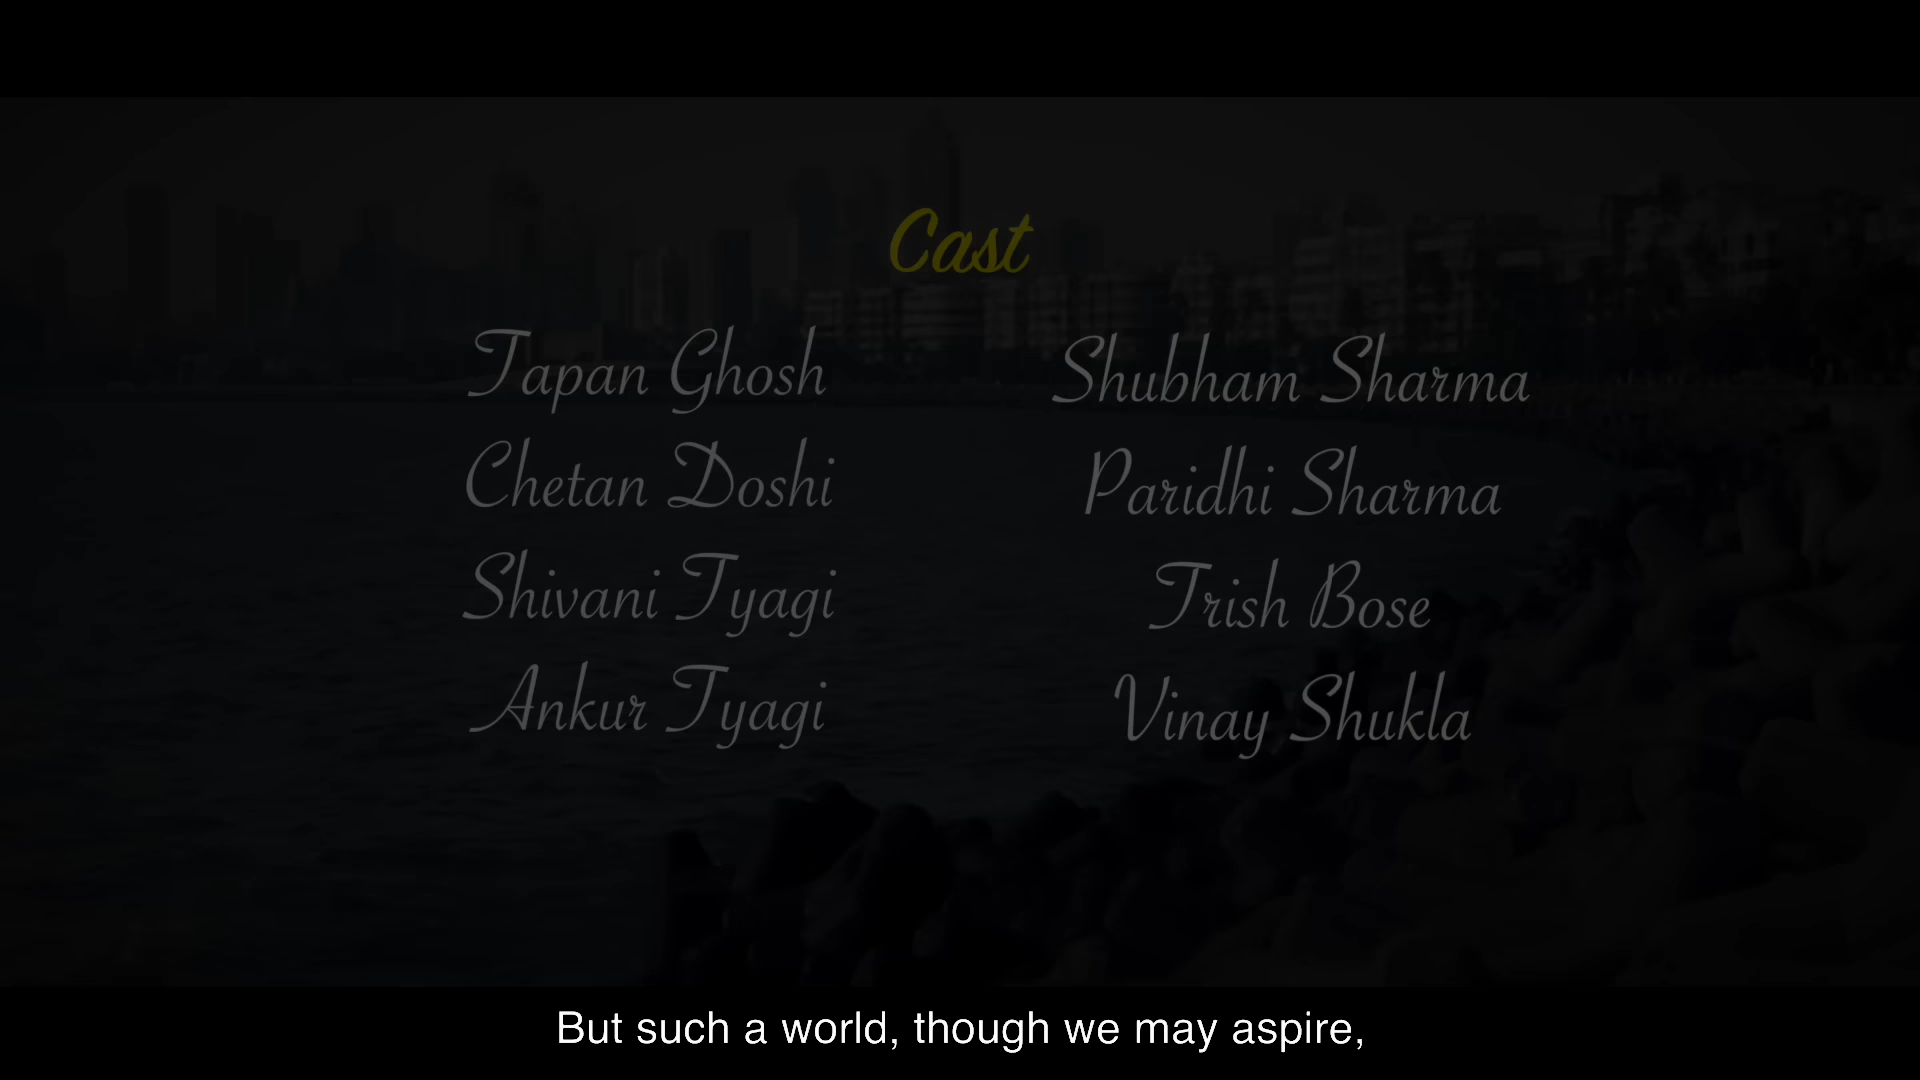 Cast
Tapan Ghosh
Chetan Doshi
Shivani Tyagi
Ankur Tyagi
Shubham Sharma
Paridhi Sharma
Trish Bose
Vinay Shukla
But such a world, though we may aspire,